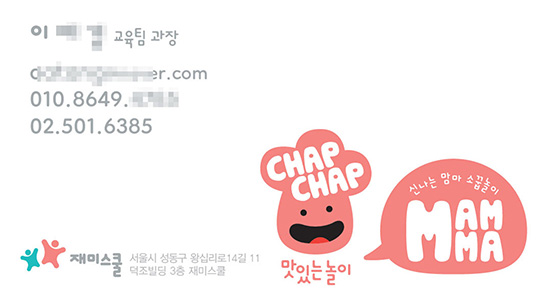 이 교육팀 과장
er.com
010.8649.
02.501.6385
CHAP
CHAP
맛있는놀이
신나는 맘마 소꿉놀이
MAM
MA
재미스쿨
서울시 성동구 왕십리로14길 11
덕조빌딩 3층 재미스쿨